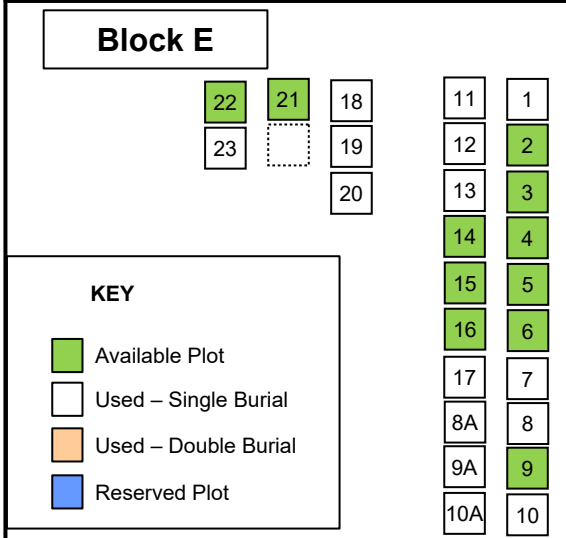 Block E
22 21 18 11 1
23 19 12 2
20 13 3
14 4
15 5
16 6
17 7
8A 8
9A 9
10A 10
KEY
Available Plot
Used – Single Burial
Used – Double Burial
Reserved Plot